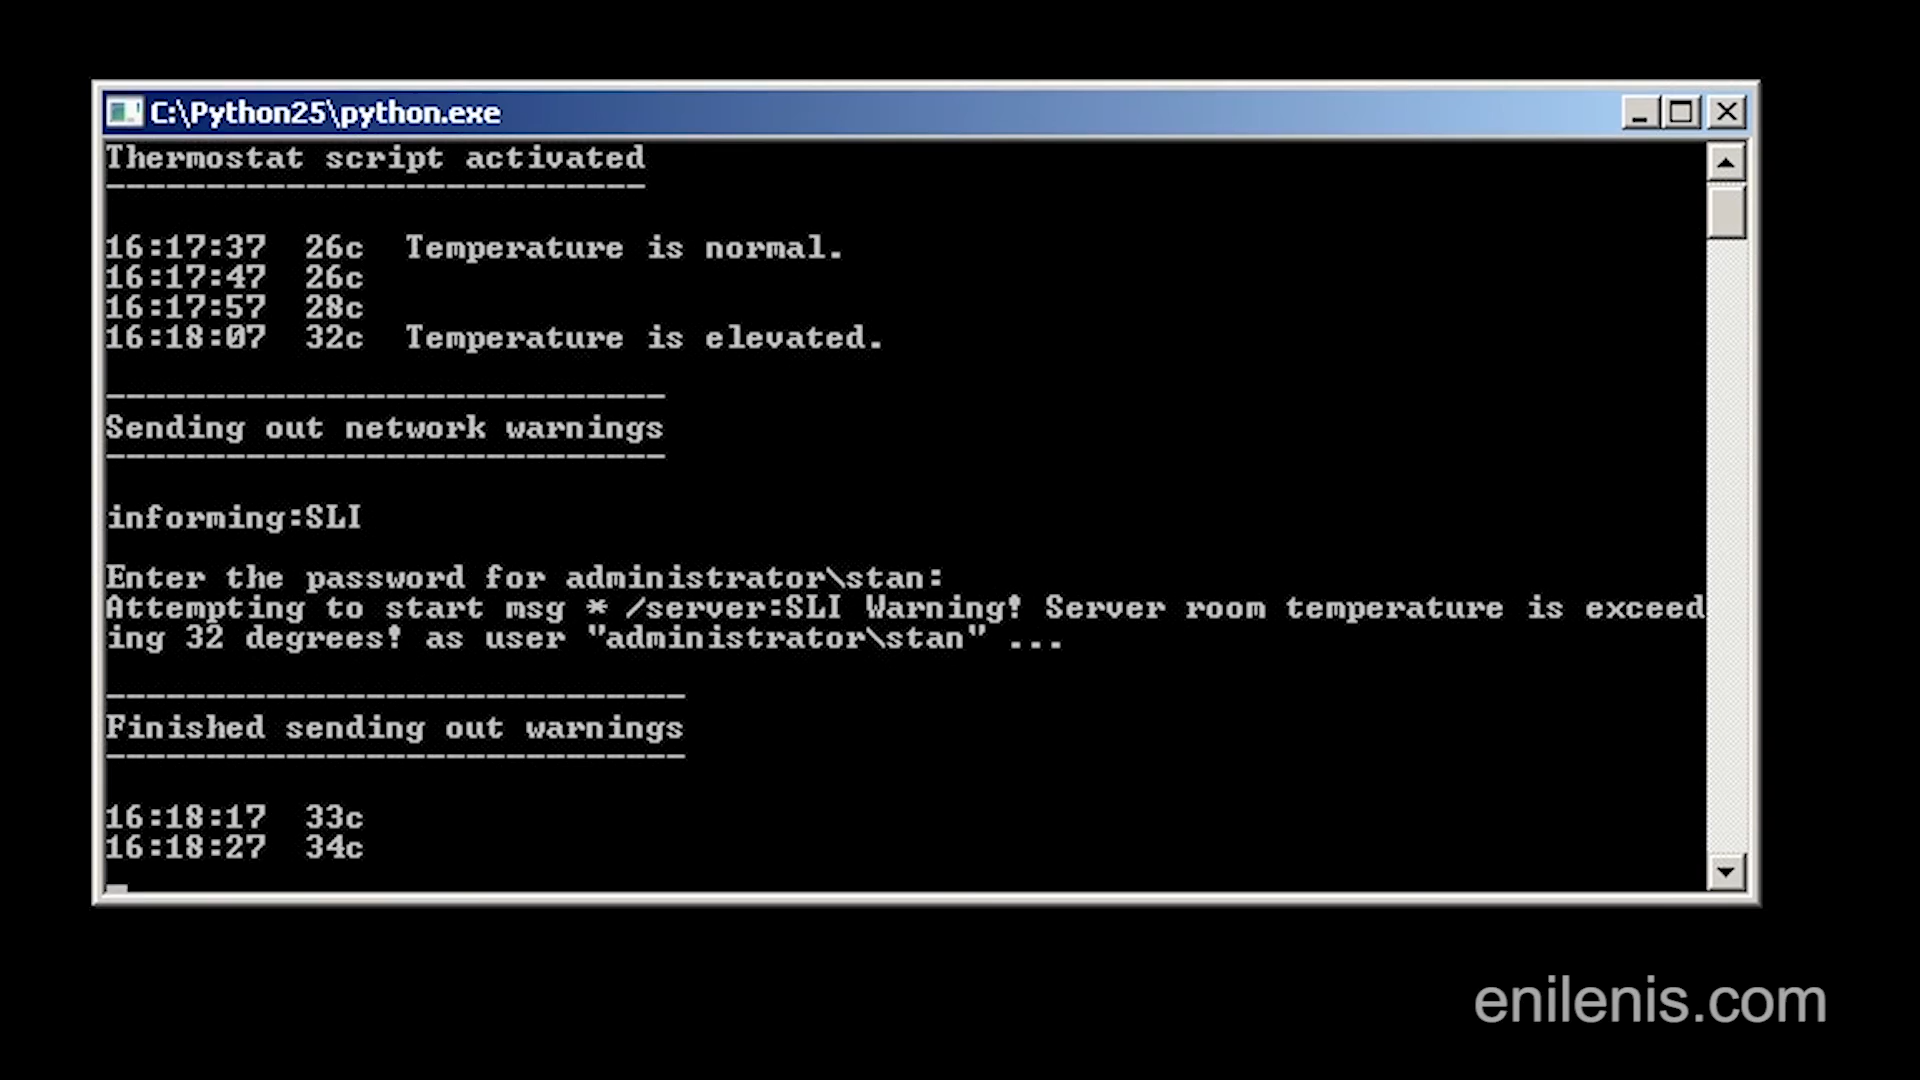 C:\Python25\python.exe
Thermostat script activated
---------------------------
16:17:37  26c  Temperature is normal.
16:17:47  26c
16:17:57  28c
16:18:07  32c  Temperature is elevated.
----------------------------
Sending out network warnings
----------------------------
informing:SLI
Enter the password for administrator\stan:
Attempting to start msg * /server:SLI Warning! Server room temperature is exceed
ing 32 degrees! as user "administrator\stan" ...
-----------------------------
Finished sending out warnings
-----------------------------
16:18:17  33c
16:18:27  34c
enilenis.com